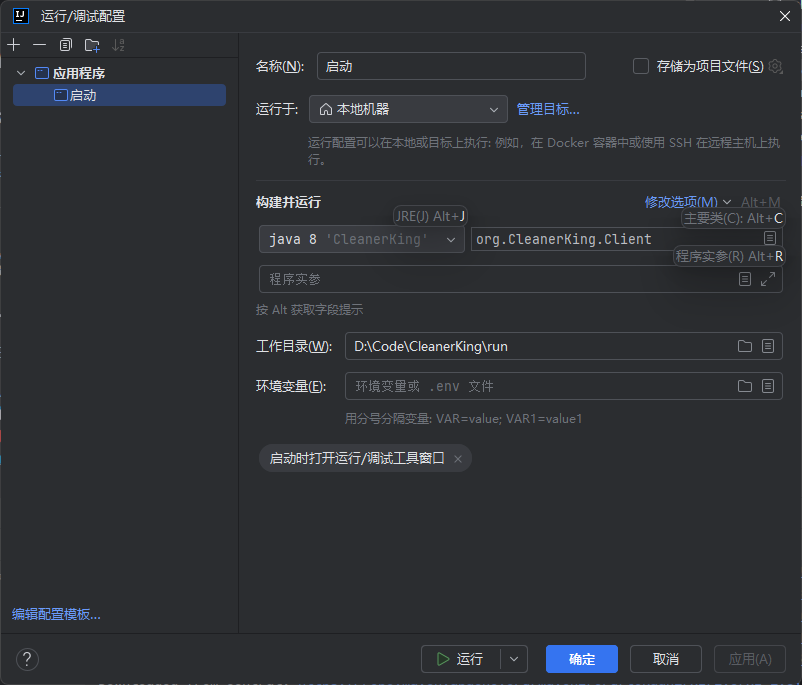 运行/调试配置
应用程序
启动
名称(N):
启动
存储为项目文件(S)
运行于:
本地机器
管理目标...
运行配置可以在本地或目标上执行: 例如，在 Docker 容器中或使用 SSH 在远程主机上执
行。
构建并运行
修改选项(M)
Alt+M
JRE(J) Alt+J
主要类(C): Alt+C
java 8 'CleanerKing'
org.CleanerKing.Client
程序实参(R) Alt+R
程序实参
按 Alt 获取字段提示
工作目录(W):
D:\Code\CleanerKing\run
环境变量(E):
环境变量或 .env 文件
用分号分隔变量: VAR=value; VAR1=value1
启动时打开运行/调试工具窗口
编辑配置模板...
?
运行
确定
取消
应用(A)